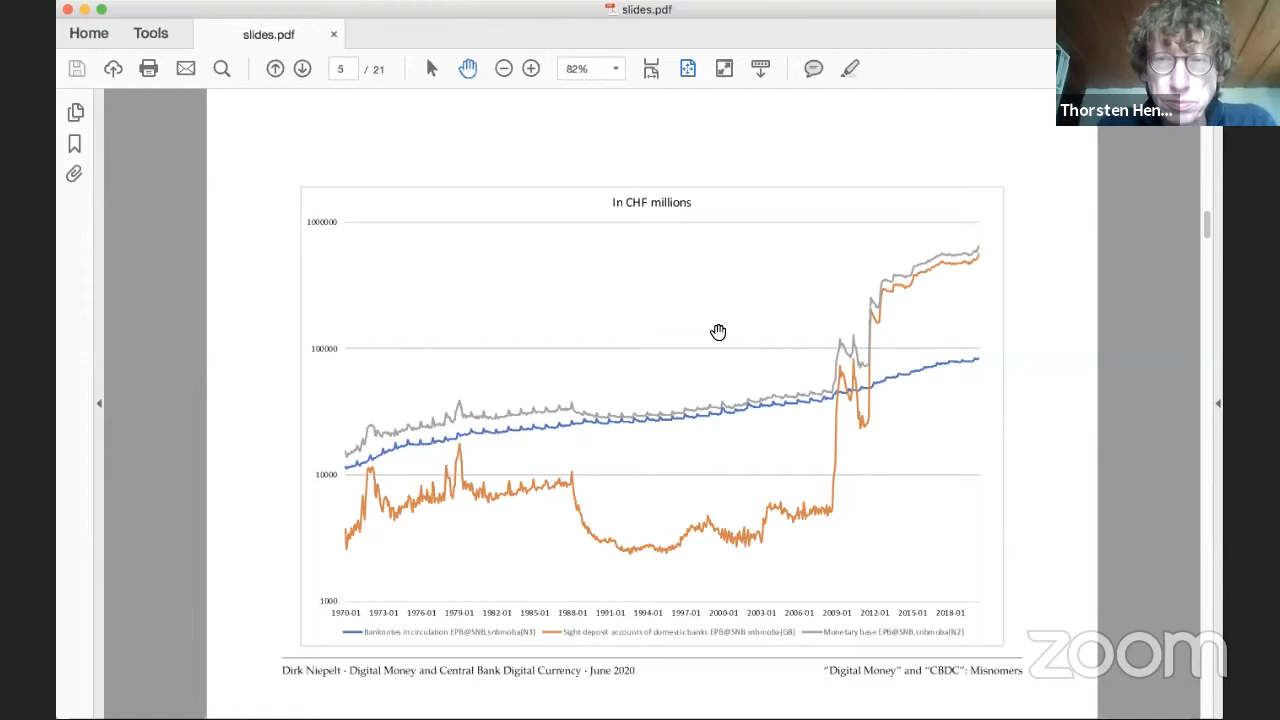 slides.pdf
Home
Tools
slides.pdf
×
5 / 21
82%
Thorsten Hen...
In CHF millions
1000000
100000
10000
1000
1970-01 1973-01 1976-01 1979-01 1982-01 1985-01 1988-01 1991-01 1994-01 1997-01 2000-01 2003-01 2006-01 2009-01 2012-01 2015-01 2018-01
Banknotes in circulation EPB@SNB.snbmoba{N1} Sight deposit accounts of domestic banks EPB@SNB.snbmoba{GB} Monetary base EPB@SNB.snbmoba{N2}
Dirk Niepelt · Digital Money and Central Bank Digital Currency · June 2020
“Digital Money” and “CBDC”: Misnomers
zoom